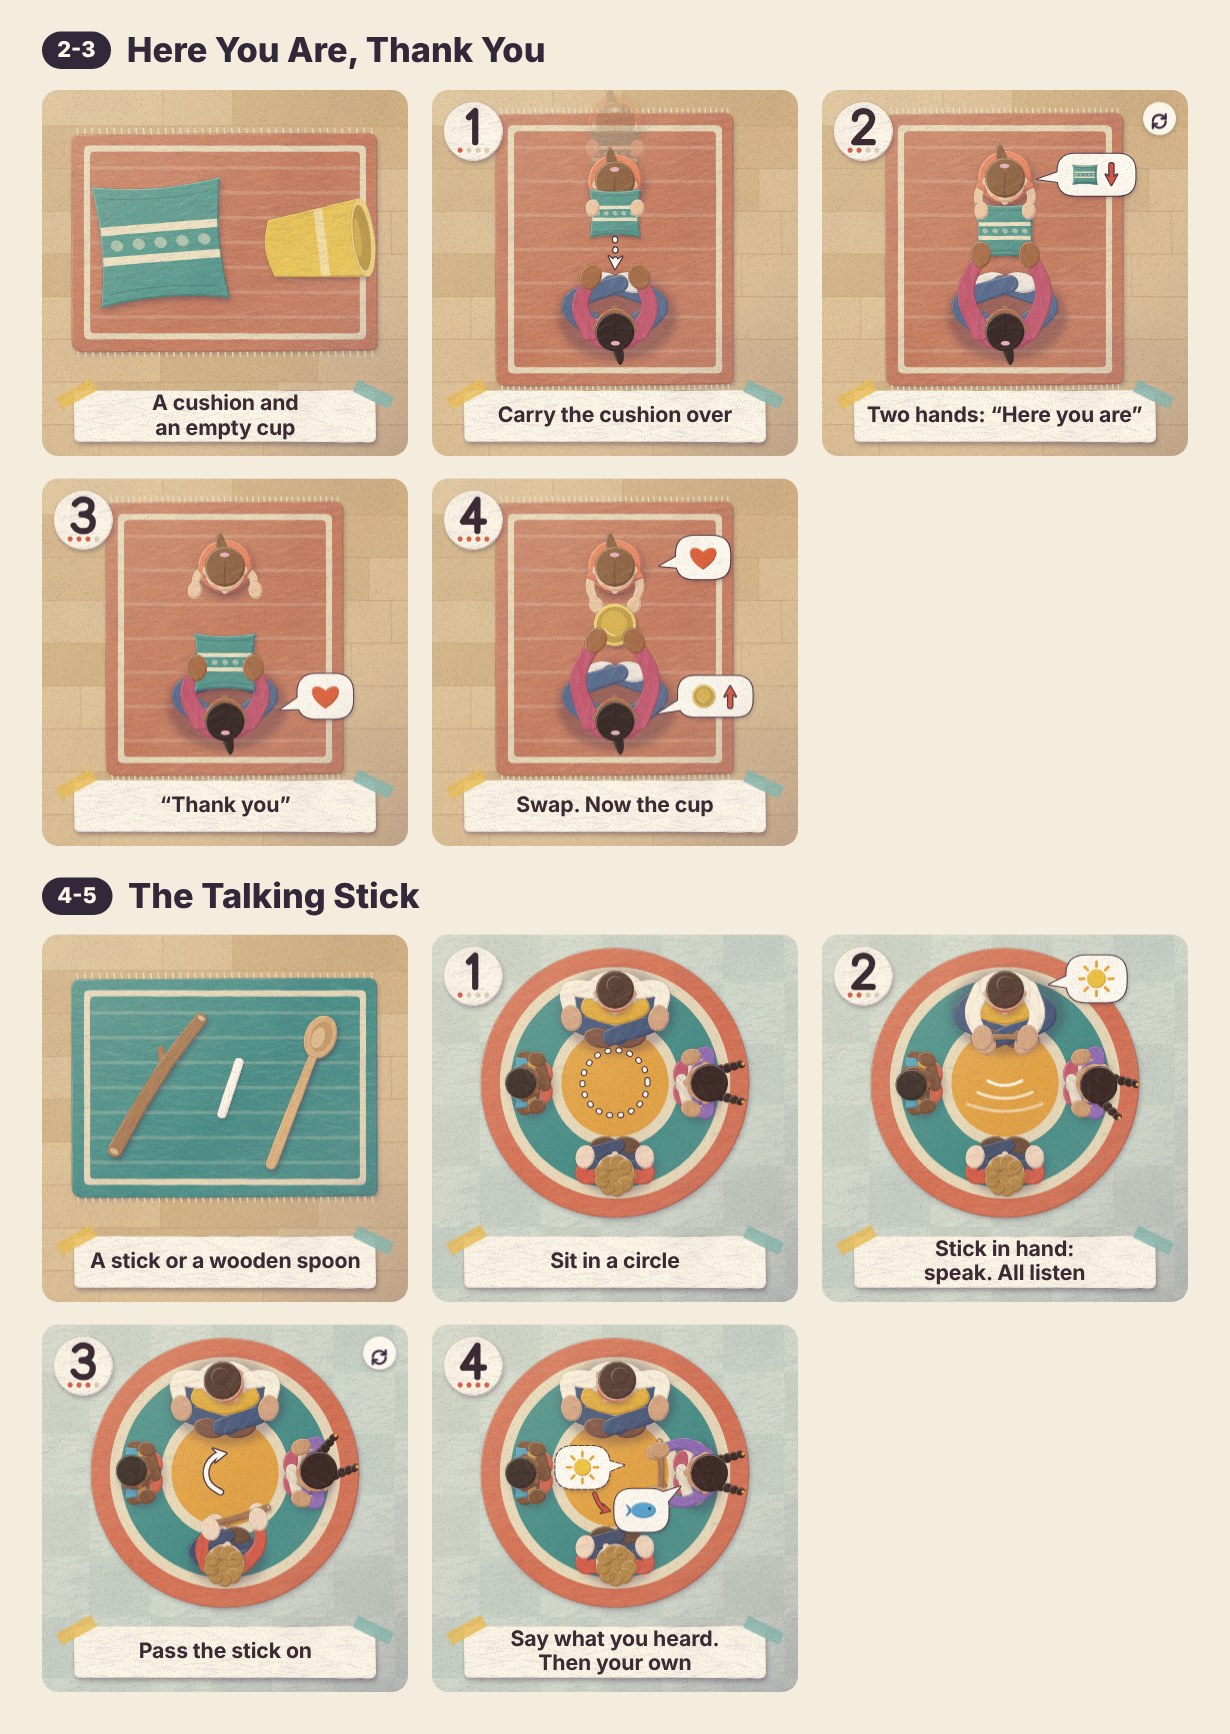 2-3 Here You Are, Thank You
A cushion and
an empty cup
1
Carry the cushion over
2
Two hands: “Here you are”
3
“Thank you”
4
Swap. Now the cup
4-5 The Talking Stick
A stick or a wooden spoon
1
Sit in a circle
2
Stick in hand:
speak. All listen
3
Pass the stick on
4
Say what you heard.
Then your own